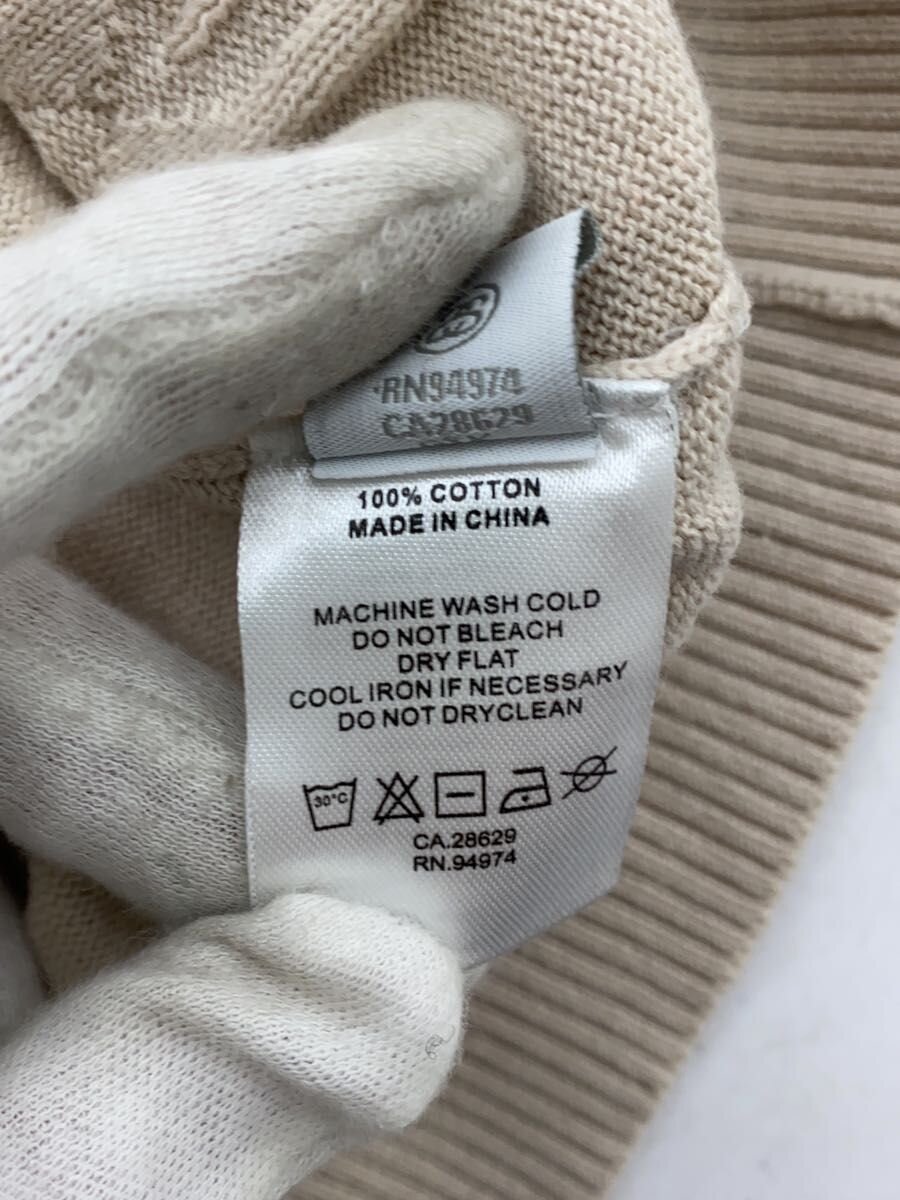 RN94974
CA28629
100% COTTON
MADE IN CHINA
MACHINE WASH COLD
DO NOT BLEACH
DRY FLAT
COOL IRON IF NECESSARY
DO NOT DRYCLEAN
30°C
CA.28629
RN.94974